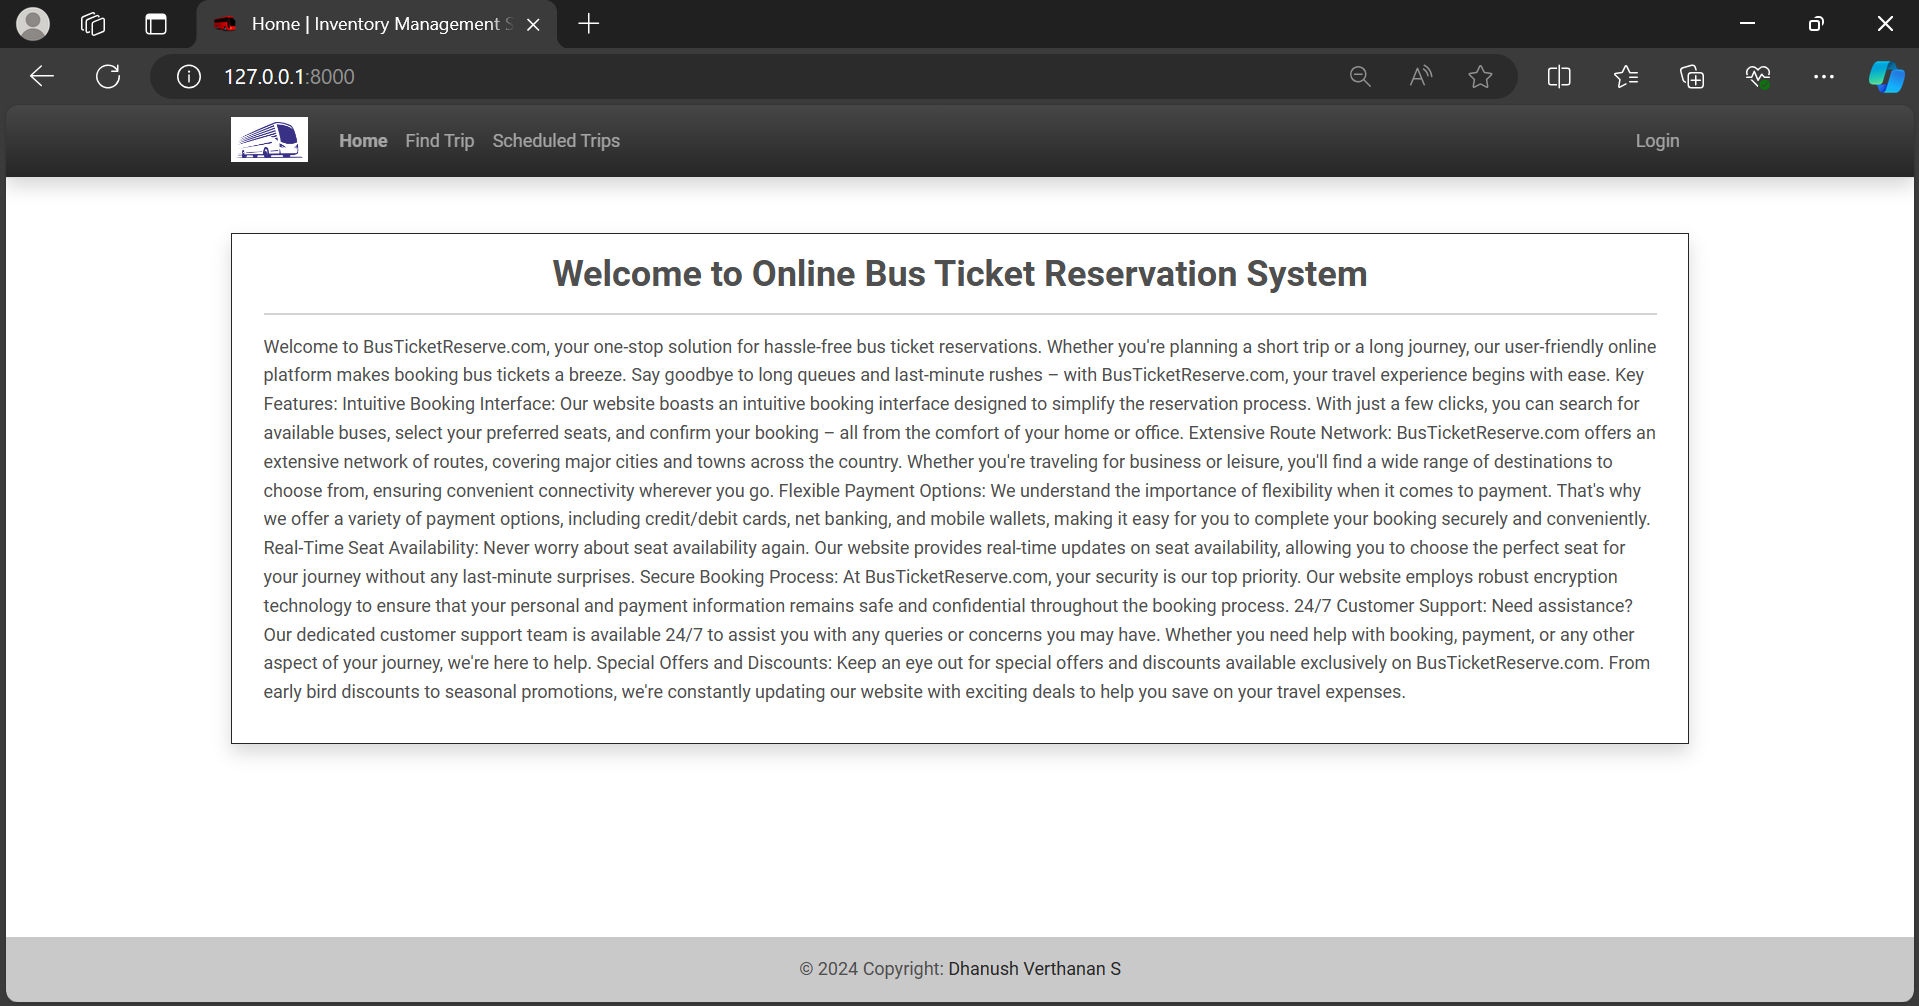 Home | Inventory Management S
127.0.0.1:8000
Home Find Trip Scheduled Trips Login
Welcome to Online Bus Ticket Reservation System
Welcome to BusTicketReserve.com, your one-stop solution for hassle-free bus ticket reservations. Whether you're planning a short trip or a long journey, our user-friendly online
platform makes booking bus tickets a breeze. Say goodbye to long queues and last-minute rushes – with BusTicketReserve.com, your travel experience begins with ease. Key
Features: Intuitive Booking Interface: Our website boasts an intuitive booking interface designed to simplify the reservation process. With just a few clicks, you can search for
available buses, select your preferred seats, and confirm your booking – all from the comfort of your home or office. Extensive Route Network: BusTicketReserve.com offers an
extensive network of routes, covering major cities and towns across the country. Whether you're traveling for business or leisure, you'll find a wide range of destinations to
choose from, ensuring convenient connectivity wherever you go. Flexible Payment Options: We understand the importance of flexibility when it comes to payment. That's why
we offer a variety of payment options, including credit/debit cards, net banking, and mobile wallets, making it easy for you to complete your booking securely and conveniently.
Real-Time Seat Availability: Never worry about seat availability again. Our website provides real-time updates on seat availability, allowing you to choose the perfect seat for
your journey without any last-minute surprises. Secure Booking Process: At BusTicketReserve.com, your security is our top priority. Our website employs robust encryption
technology to ensure that your personal and payment information remains safe and confidential throughout the booking process. 24/7 Customer Support: Need assistance?
Our dedicated customer support team is available 24/7 to assist you with any queries or concerns you may have. Whether you need help with booking, payment, or any other
aspect of your journey, we're here to help. Special Offers and Discounts: Keep an eye out for special offers and discounts available exclusively on BusTicketReserve.com. From
early bird discounts to seasonal promotions, we're constantly updating our website with exciting deals to help you save on your travel expenses.
© 2024 Copyright: Dhanush Verthanan S